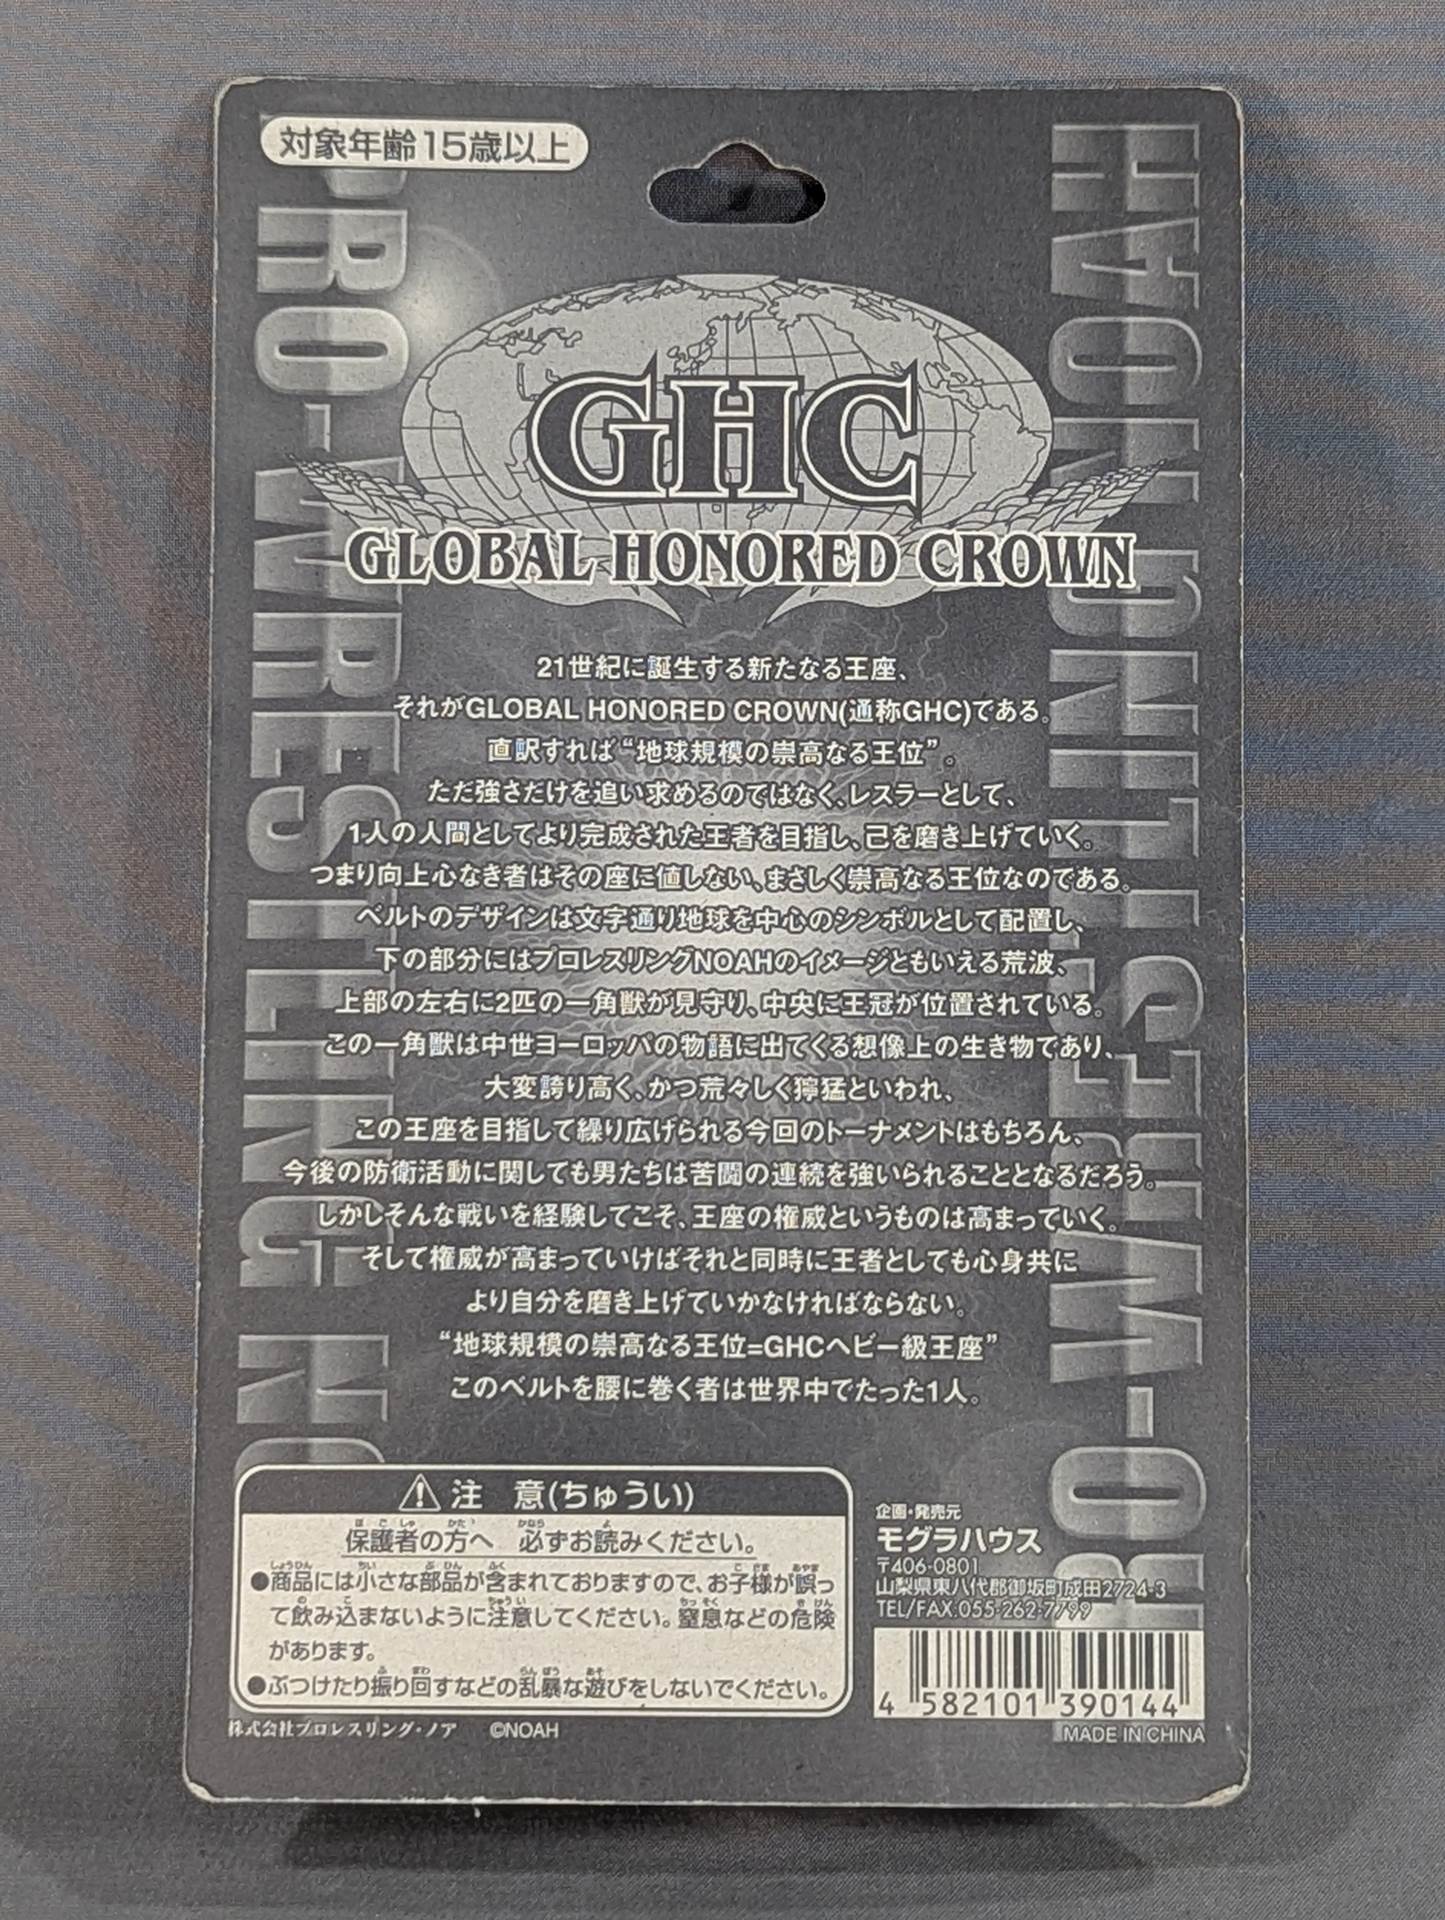 対象年齢15歳以上
PRO-WRESTLING NO
PRO-WRESTLING NOAH
GHC
GLOBAL HONORED CROWN
21世紀に誕生する新たなる王座、
それがGLOBAL HONORED CROWN(通称GHC)である。
直訳すれば“地球規模の崇高なる王位”。
ただ強さだけを追い求めるのではなく、レスラーとして、
1人の人間としてより完成された王者を目指し、己を磨き上げていく。
つまり向上心なき者はその座に値しない、まさしく崇高なる王位なのである。
ベルトのデザインは文字通り地球を中心のシンボルとして配置し、
下の部分にはプロレスリングNOAHのイメージともいえる荒波、
上部の左右に2匹の一角獣が見守り、中央に王冠が位置されている。
この一角獣は中世ヨーロッパの物語に出てくる想像上の生き物であり、
大変誇り高く、かつ荒々しく獰猛といわれ、
この王座を目指して繰り広げられる今回のトーナメントはもちろん、
今後の防衛活動に関しても男たちは苦闘の連続を強いられることとなるだろう。
しかしそんな戦いを経験してこそ、王座の権威というものは高まっていく。
そして権威が高まっていけばそれと同時に王者としても心身共に
より自分を磨き上げていかなければならない。
“地球規模の崇高なる王位=GHCヘビー級王座”
このベルトを腰に巻く者は世界中でたった1人。
注 意(ちゅうい)
保護者の方へ 必ずお読みください。
●商品には小さな部品が含まれておりますので、お子様が誤っ
て飲み込まないように注意してください。窒息などの危険
があります。
●ぶつけたり振り回すなどの乱暴な遊びをしないでください。
株式会社プロレスリング・ノア ©NOAH
企画・発売元
モグラハウス
〒406-0801
山梨県東八代郡御坂町成田2724-3
TEL/FAX.055-262-7799
4 582101 390144
MADE IN CHINA